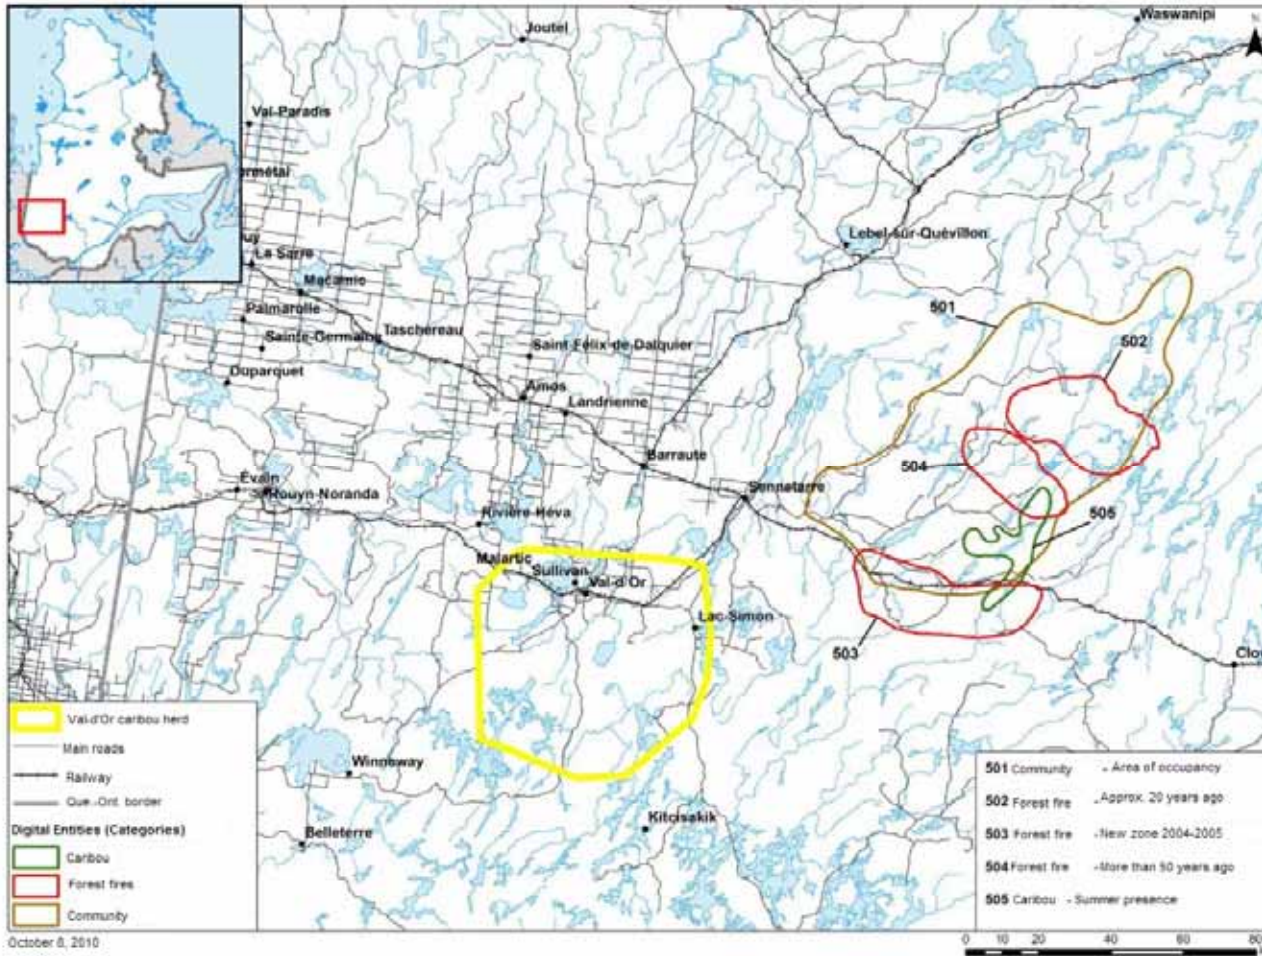 Waswanipi
N
Joutel
Val-Paradis
ermétal
Lebel-sur-Quévillon
uy
La Sarre
Macamic
501
Palmarolle
Taschereau
Sainte-Germaine
Saint-Félix-de-Dalquier
502
Duparquet
Amos
Landrienne
Barraute
504
Évain
Rouyn-Noranda
Senneterre
505
Rivière-Héva
Malartic
Sullivan
Val-d'Or
Lac-Simon
503
Clo
Winneway
Kitcisakik
Belleterre
Val-d'Or caribou herd
Main roads
Railway
Que.-Ont. border
Digital Entities (Categories)
Caribou
Forest fires
Community
501 Community - Area of occupancy
502 Forest fire - Approx. 20 years ago
503 Forest fire - New zone 2004-2005
504 Forest fire - More than 50 years ago
505 Caribou - Summer presence
October 8, 2010
0 10 20 40 60 80